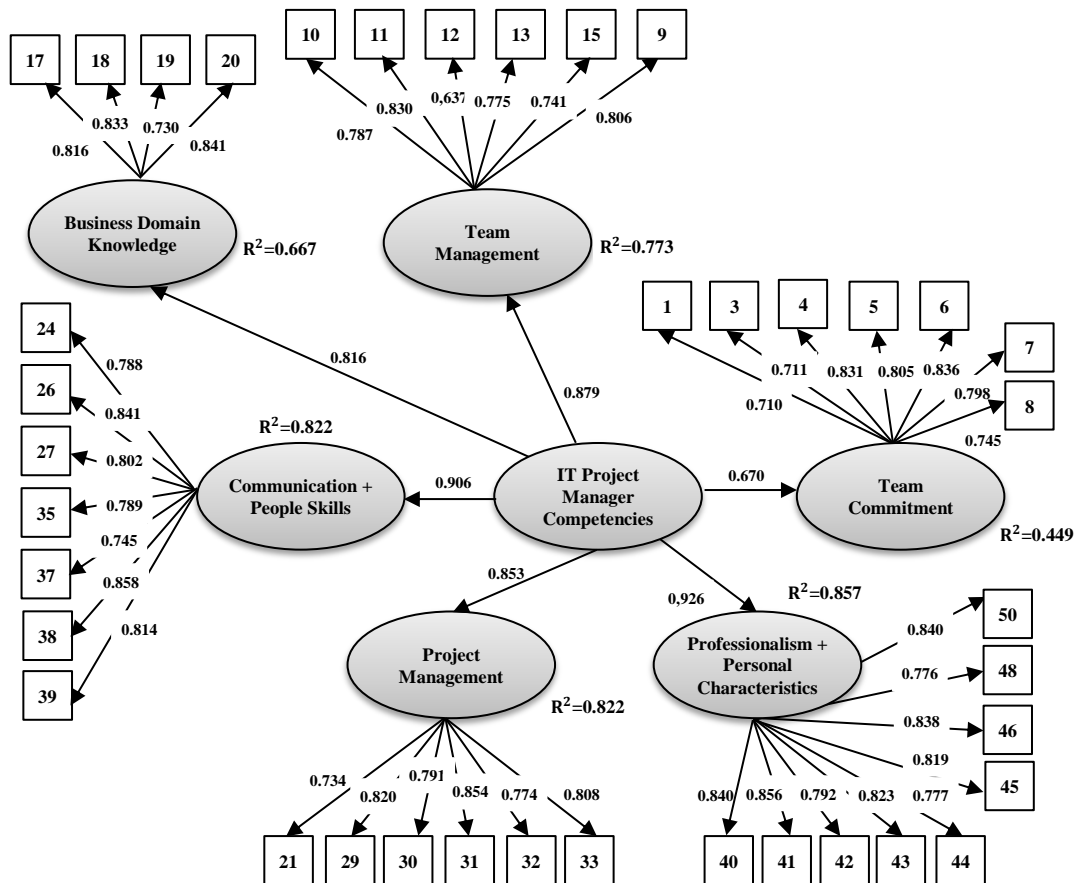 10 11 12 13 15 9
17 18 19 20
0.830 0,637 0.775 0.741
0.787 0.806
0.833 0.730
0.816 0.841
Business Domain
Knowledge
R²=0.667
Team
Management
R²=0.773
1 3 4 5 6
7
8
0.711 0.831 0.805 0.836 0.798
0.710 0.745
24
26
27
35
37
38
39
0.788
0.841
0.802
0.789
0.745
0.858
0.814
0.816
0.879
R²=0.822
Communication +
People Skills
0.906
IT Project
Manager
Competencies
0.670
Team
Commitment
R²=0.449
0.853
0,926
R²=0.857
Project
Management
R²=0.822
Professionalism +
Personal
Characteristics
50
48
46
45
0.840
0.776
0.838
0.819
0.734 0.820 0.791 0.854 0.774 0.808
0.840 0.856 0.792 0.823 0.777
21 29 30 31 32 33
40 41 42 43 44